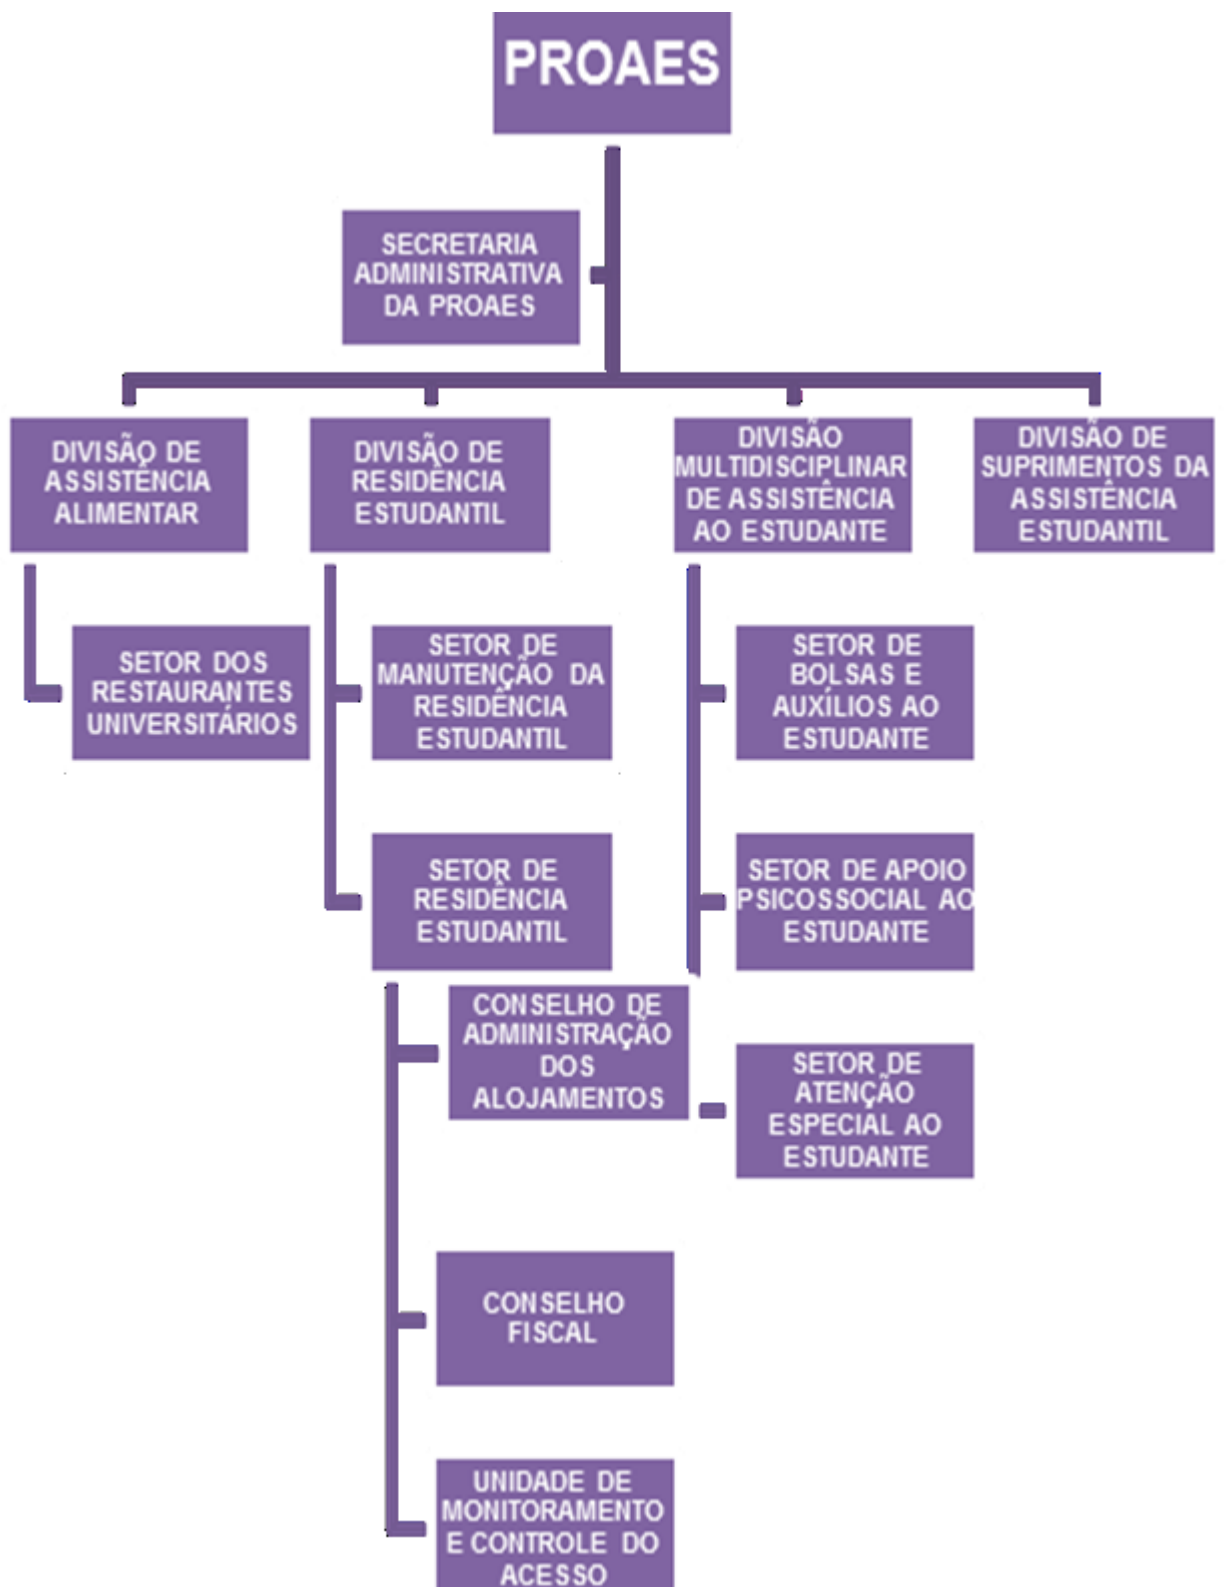 PROAES
SECRETARIA
ADMINISTRATIVA
DA PROAES
DIVISÃO DE
ASSISTÊNCIA
ALIMENTAR
DIVISÃO DE
RESIDÊNCIA
ESTUDANTIL
DIVISÃO
MULTIDISCIPLINAR
DE ASSISTÊNCIA
AO ESTUDANTE
DIVISÃO DE
SUPRIMENTOS DA
ASSISTÊNCIA
ESTUDANTIL
SETOR DOS
RESTAURANTES
UNIVERSITÁRIOS
SETOR DE
MANUTENÇÃO DA
RESIDÊNCIA
ESTUDANTIL
SETOR DE
BOLSAS E
AUXÍLIOS AO
ESTUDANTE
SETOR DE
RESIDÊNCIA
ESTUDANTIL
SETOR DE APOIO
PSICOSSOCIAL AO
ESTUDANTE
CONSELHO DE
ADMINISTRAÇÃO
DOS
ALOJAMENTOS
SETOR DE
ATENÇÃO
ESPECIAL AO
ESTUDANTE
CONSELHO
FISCAL
UNIDADE DE
MONITORAMENTO
E CONTROLE DO
ACESSO